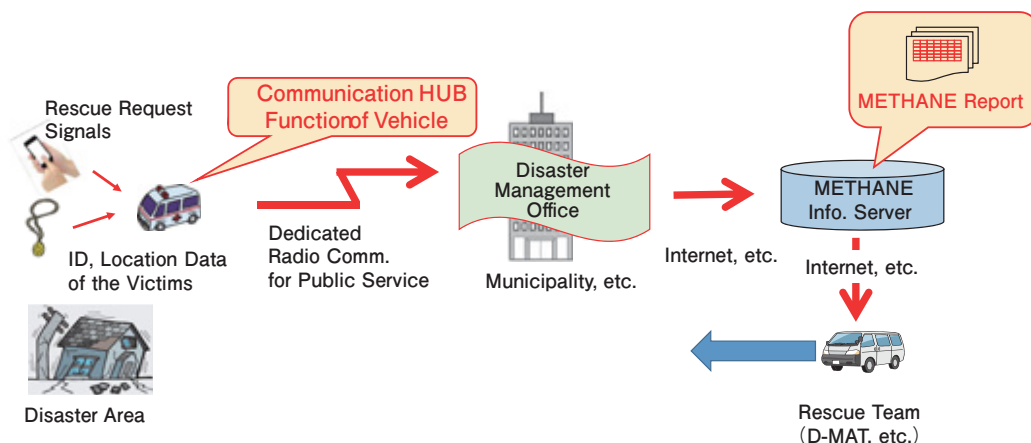 Rescue Request
Signals
Communication HUB
Function of Vehicle
METHANE Report
Disaster
Management
Office
METHANE
Info. Server
ID, Location Data
of the Victims
Dedicated
Radio Comm.
for Public Service
Municipality, etc.
Internet, etc.
Internet, etc.
Disaster Area
Rescue Team
（D-MAT, etc.）